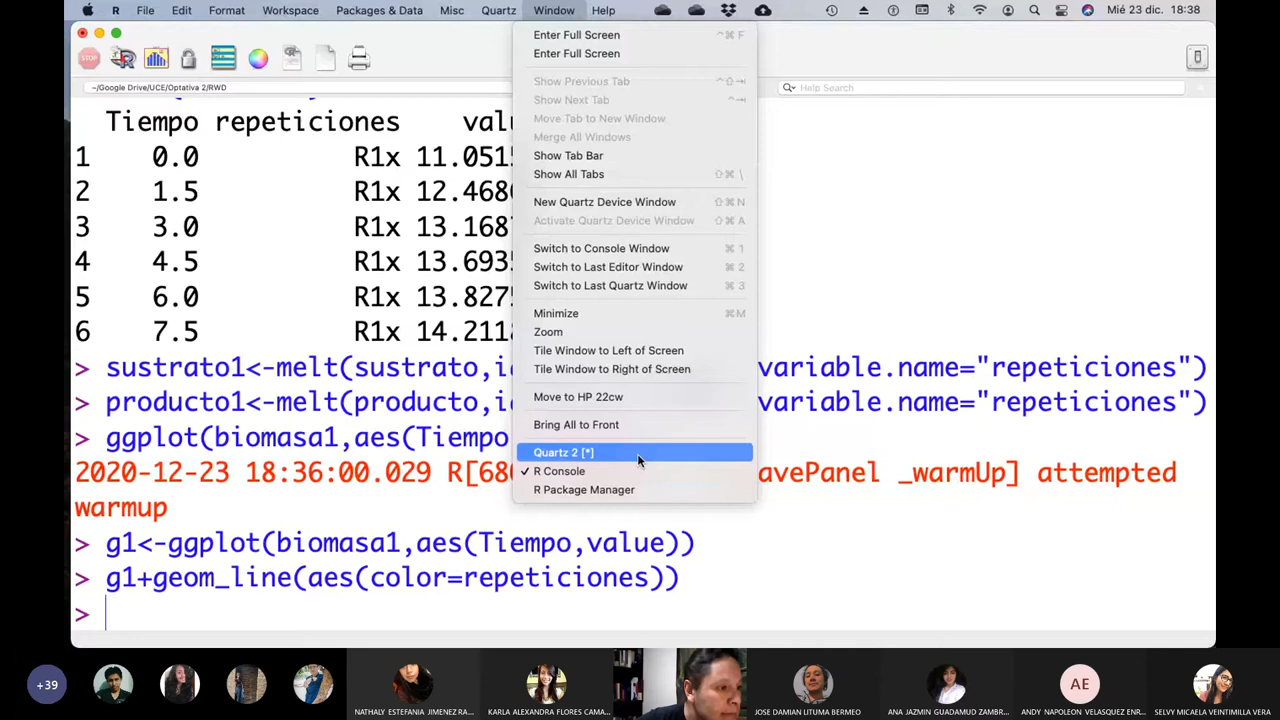 R File Edit Format Workspace Packages & Data Misc Quartz Window Help Mié 23 dic. 18:38
~/Google Drive/UCE/Optativa 2/RWD
Help Search
Enter Full Screen ^⌘F
Enter Full Screen
Show Previous Tab ^⇧⇥
Show Next Tab ^⇥
Move Tab to New Window
Merge All Windows
Show Tab Bar
Show All Tabs ⇧⌘\
New Quartz Device Window ⇧⌘N
Activate Quartz Device Window ⇧⌘A
Switch to Console Window ⌘1
Switch to Last Editor Window ⌘2
Switch to Last Quartz Window ⌘3
Minimize ⌘M
Zoom
Tile Window to Left of Screen
Tile Window to Right of Screen
Move to HP 22cw
Bring All to Front
Quartz 2 [*]
✓ R Console
R Package Manager
Tiempo repeticiones val
1 0.0 R1x 11.051
2 1.5 R1x 12.468
3 3.0 R1x 13.168
4 4.5 R1x 13.693
5 6.0 R1x 13.827
6 7.5 R1x 14.211
> sustrato1<-melt(sustrato,i variable.name="repeticiones")
> producto1<-melt(producto,i variable.name="repeticiones")
> ggplot(biomasa1,aes(Tiempo
2020-12-23 18:36:00.029 R[68 avePanel _warmUp] attempted
warmup
> g1<-ggplot(biomasa1,aes(Tiempo,value))
> g1+geom_line(aes(color=repeticiones))
>
+39
AE
NATHALY ESTEFANIA JIMENEZ RA...
KARLA ALEXANDRA FLORES CAMA...
JOSE DAMIAN LITUMA BERMEO
ANA JAZMIN GUADAMUD ZAMBR...
ANDY NAPOLEON VELASQUEZ ENR...
SELVY MICAELA VEINTIMILLA VERA